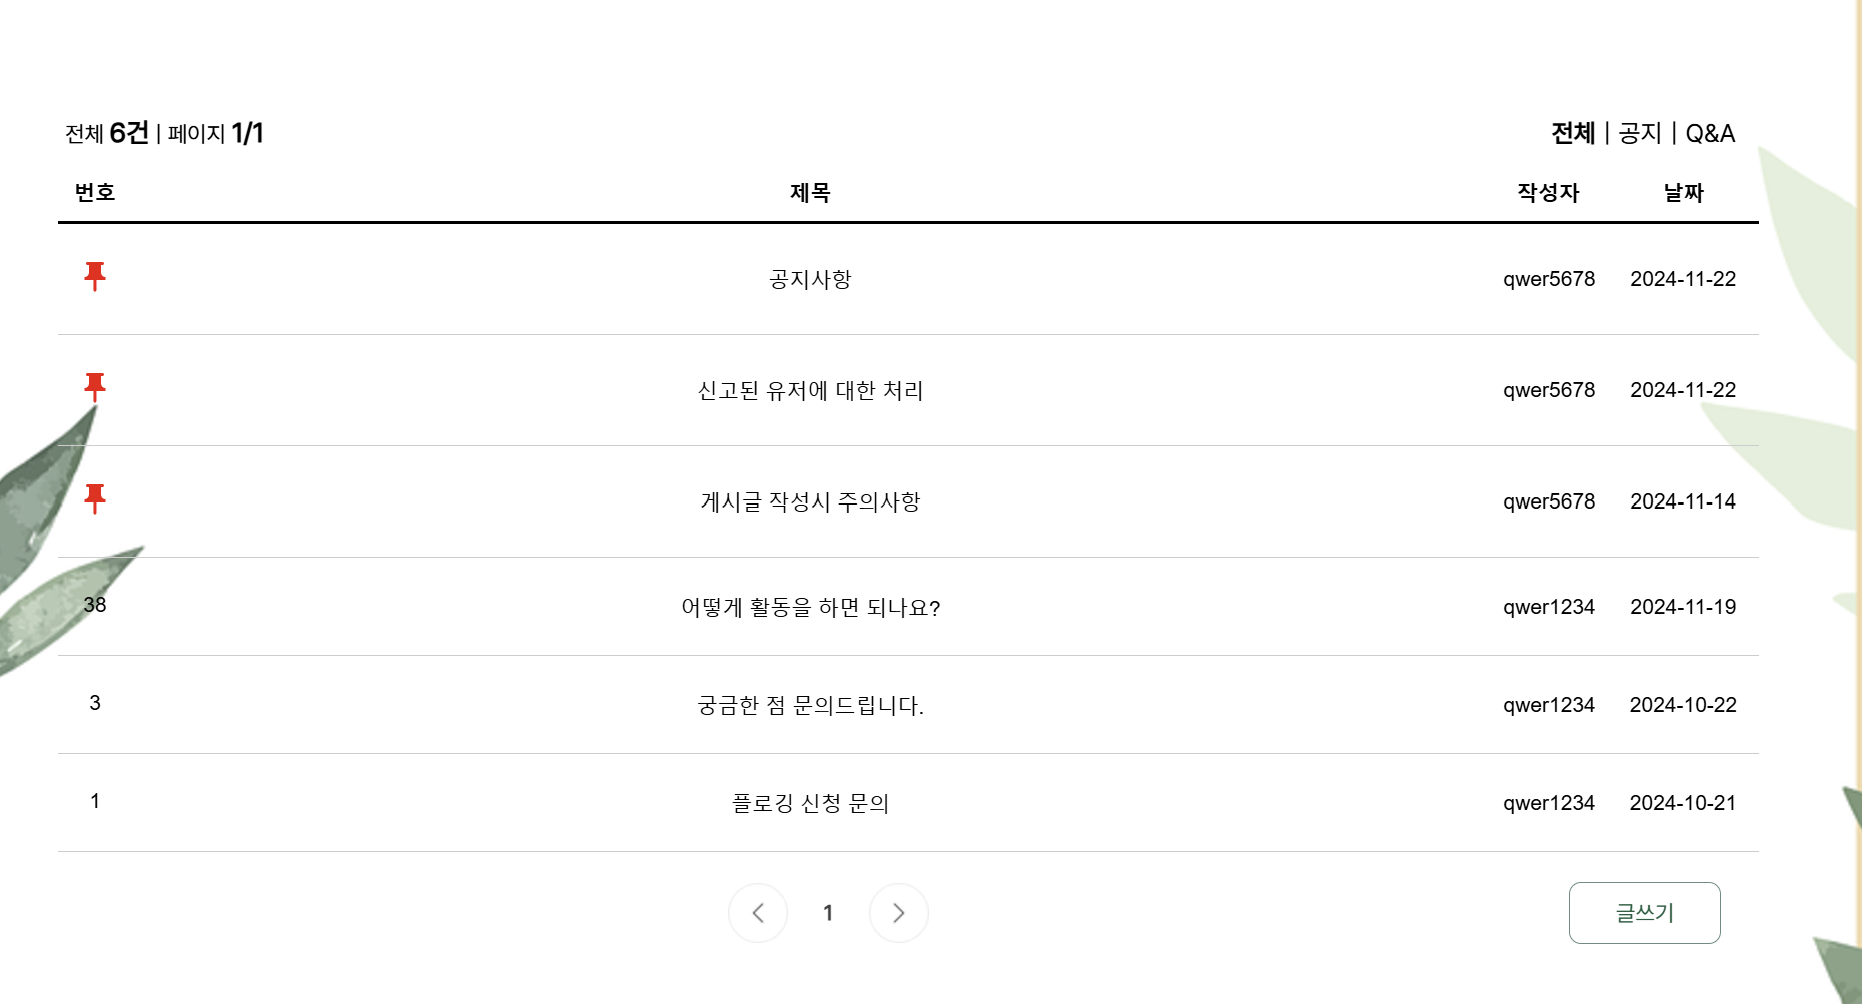 전체 6건 | 페이지 1/1 전체 | 공지 | Q&A
번호 제목 작성자 날짜
공지사항 qwer5678 2024-11-22
신고된 유저에 대한 처리 qwer5678 2024-11-22
게시글 작성시 주의사항 qwer5678 2024-11-14
38 어떻게 활동을 하면 되나요? qwer1234 2024-11-19
3 궁금한 점 문의드립니다. qwer1234 2024-10-22
1 플로깅 신청 문의 qwer1234 2024-10-21
1 글쓰기